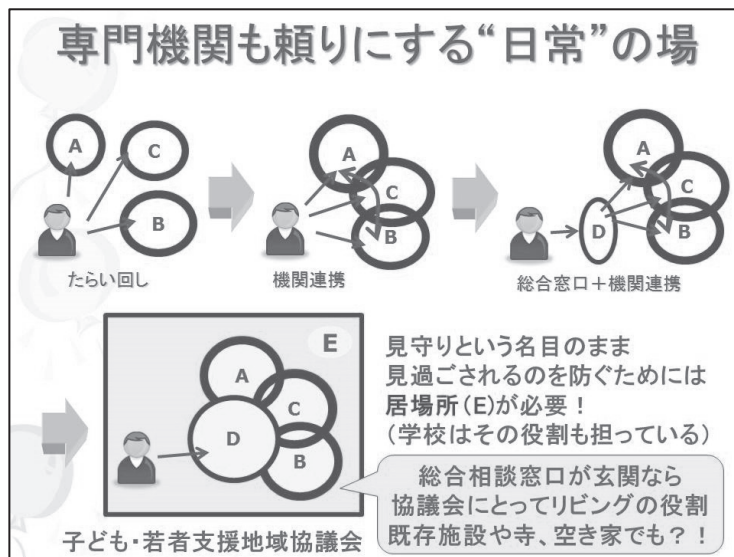 専門機関も頼りにする“日常”の場
A
C
B
たらい回し
A
C
B
機関連携
A
C
D
B
総合窓口+機関連携
E
A
C
D
B
子ども・若者支援地域協議会
見守りという名目のまま
見過ごされるのを防ぐためには
居場所(E)が必要！
(学校はその役割も担っている)
総合相談窓口が玄関なら
協議会にとってリビングの役割
既存施設や寺、空き家でも？！